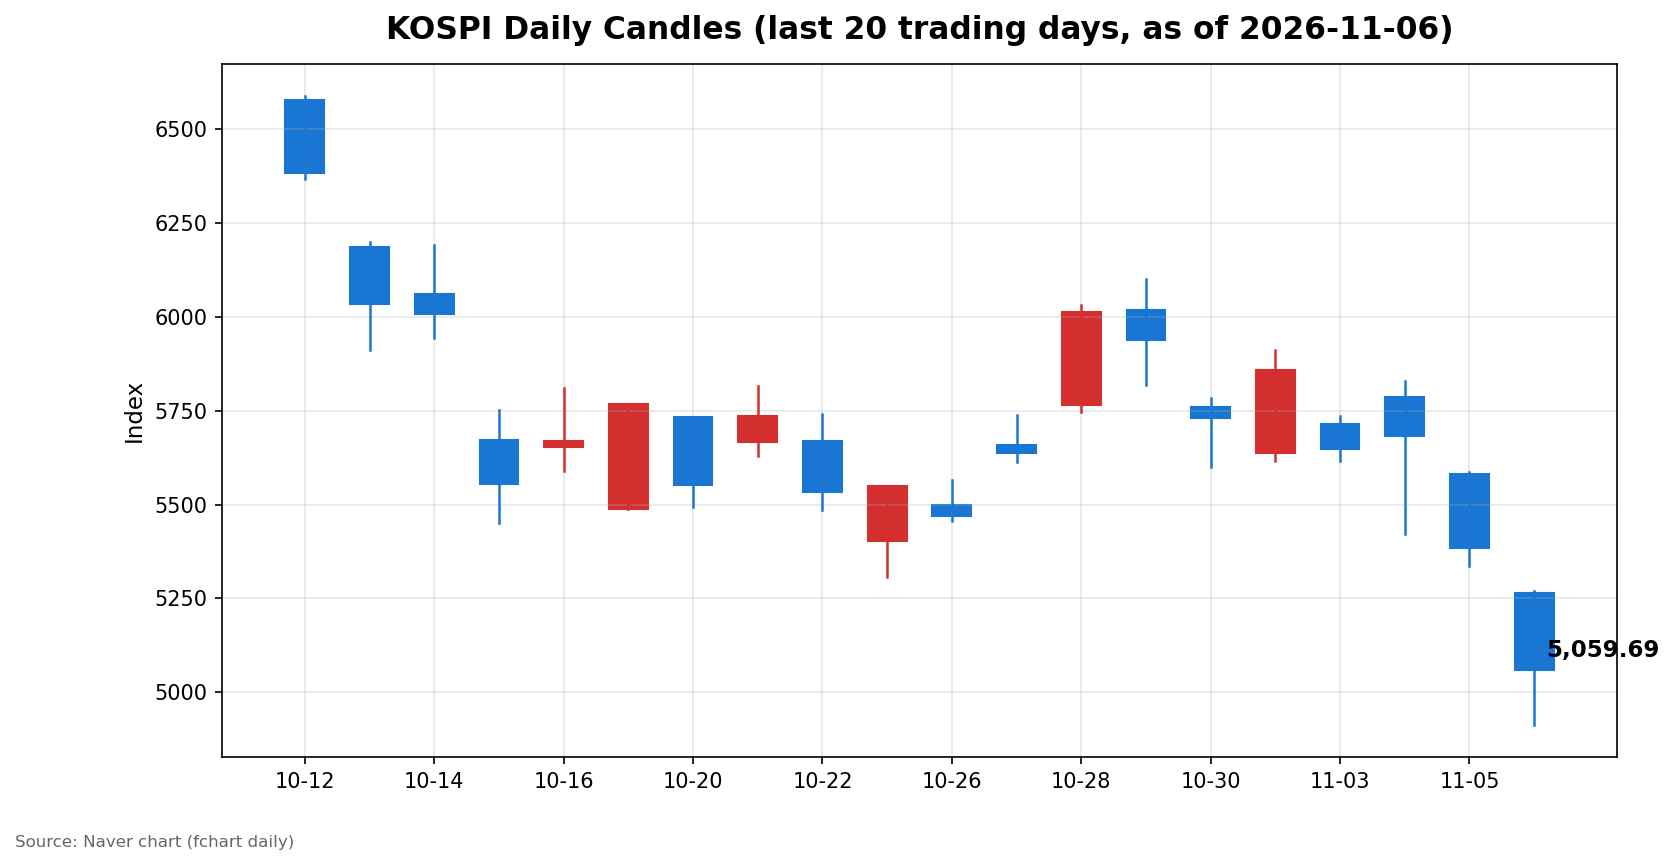 KOSPI Daily Candles (last 20 trading days, as of 2026-11-06)
Index
6500
6250
6000
5750
5500
5250
5000
5,059.69
10-12 10-14 10-16 10-20 10-22 10-26 10-28 10-30 11-03 11-05
Source: Naver chart (fchart daily)